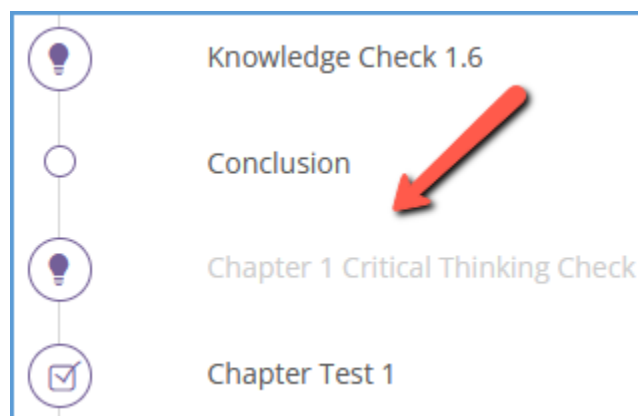 Knowledge Check 1.6
Conclusion
Chapter 1 Critical Thinking Check
Chapter Test 1